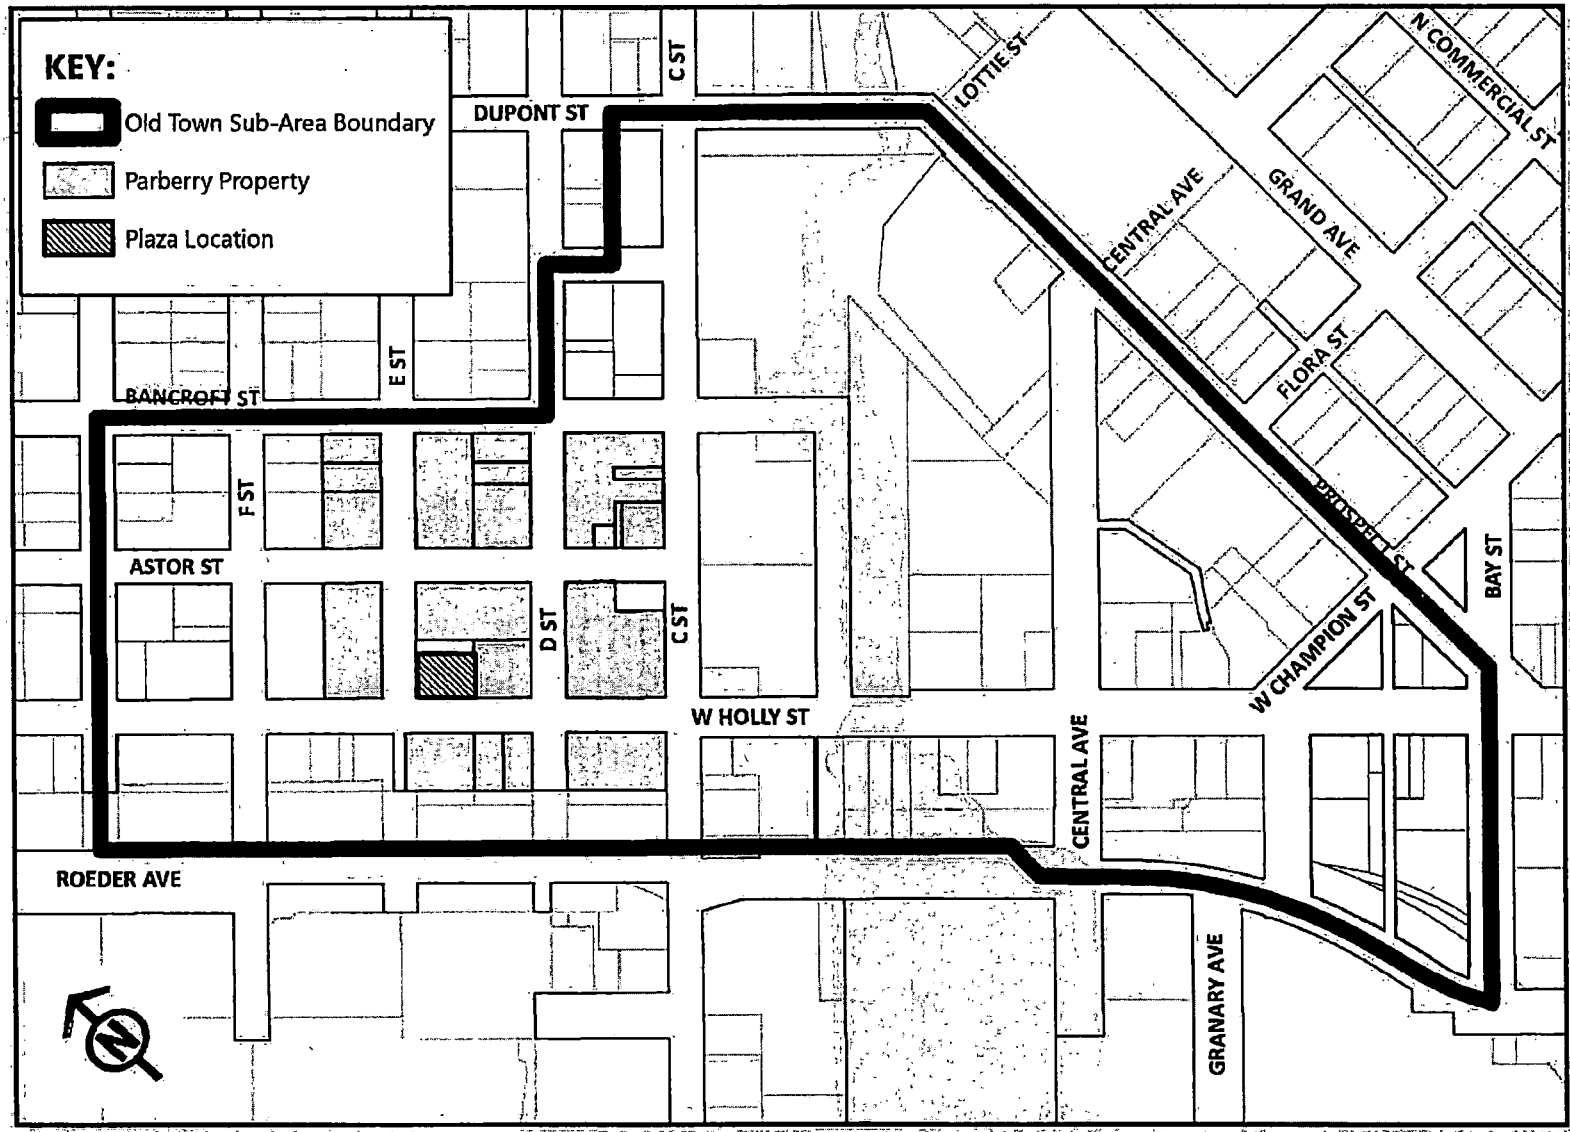 KEY:
Old Town Sub-Area Boundary
Parberry Property
Plaza Location
C ST
DUPONT ST
LOTTIE ST
N COMMERCIAL ST
CENTRAL AVE
GRAND AVE
E ST
BANCROFT ST
FLORA ST
F ST
PROSPECT ST
BAY ST
ASTOR ST
D ST
C ST
W CHAMPION ST
W HOLLY ST
CENTRAL AVE
ROEDER AVE
GRANARY AVE
N